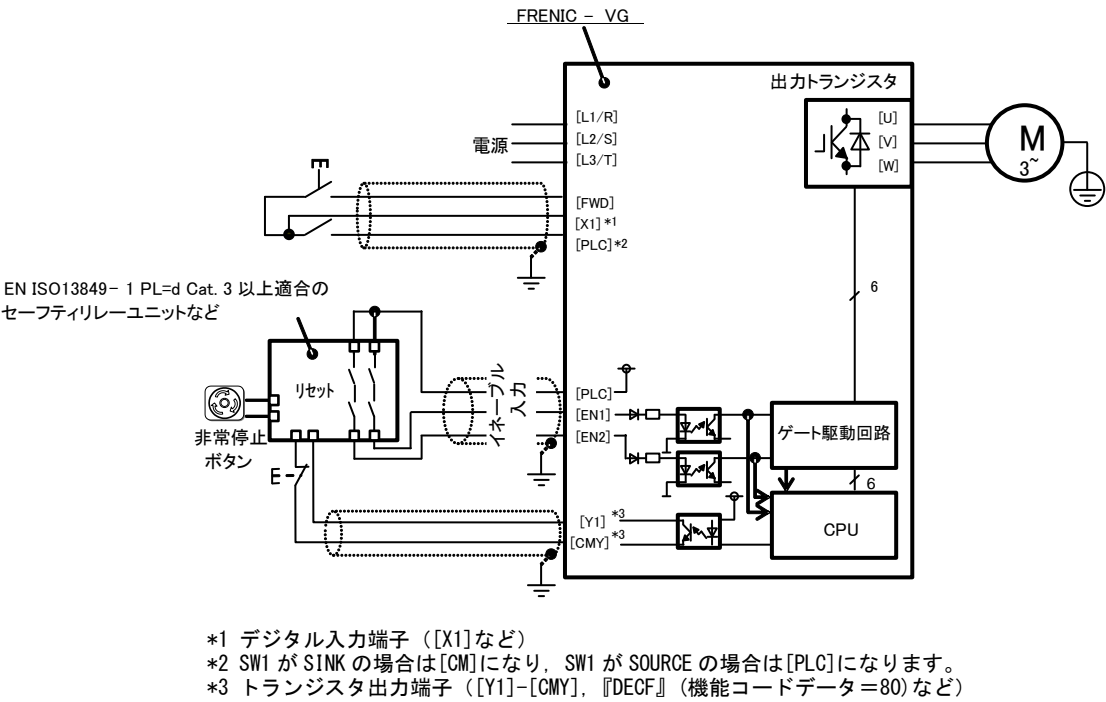 FRENIC - VG
出力トランジスタ
[L1/R]
[L2/S]
[L3/T]
電源
[U]
[V]
[W]
M
3~
[FWD]
[X1] *1
[PLC]*2
6
EN ISO13849- 1 PL=d Cat. 3 以上適合の
セーフティリレーユニットなど
リセット
非常停止
ボタン
イネーブル
入力
[PLC]
[EN1]
[EN2]
ゲート駆動回路
6
CPU
[Y1] *3
[CMY] *3
*1 デジタル入力端子（[X1]など）
*2 SW1 が SINK の場合は[CM]になり，SW1 が SOURCE の場合は[PLC]になります。
*3 トランジスタ出力端子（[Y1]-[CMY]，『DECF』(機能コードデータ＝80)など）